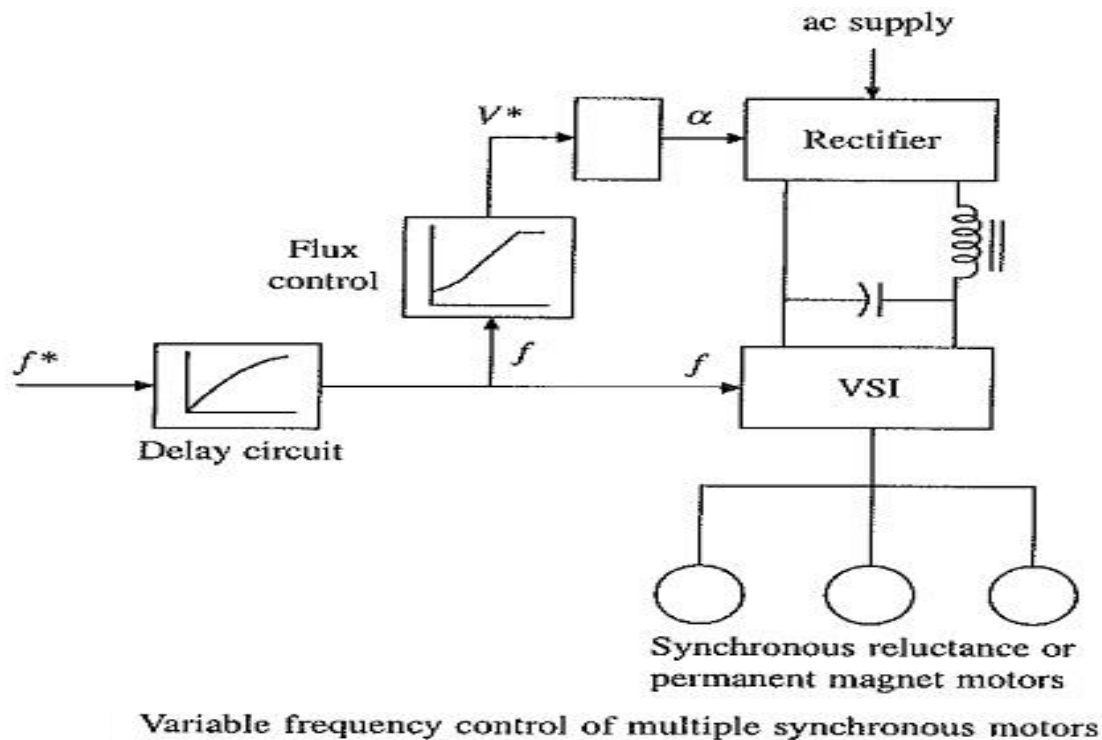 ac supply
V*
α
Rectifier
Flux
control
f*
f
f
VSI
Delay circuit
Synchronous reluctance or
permanent magnet motors
Variable frequency control of multiple synchronous motors